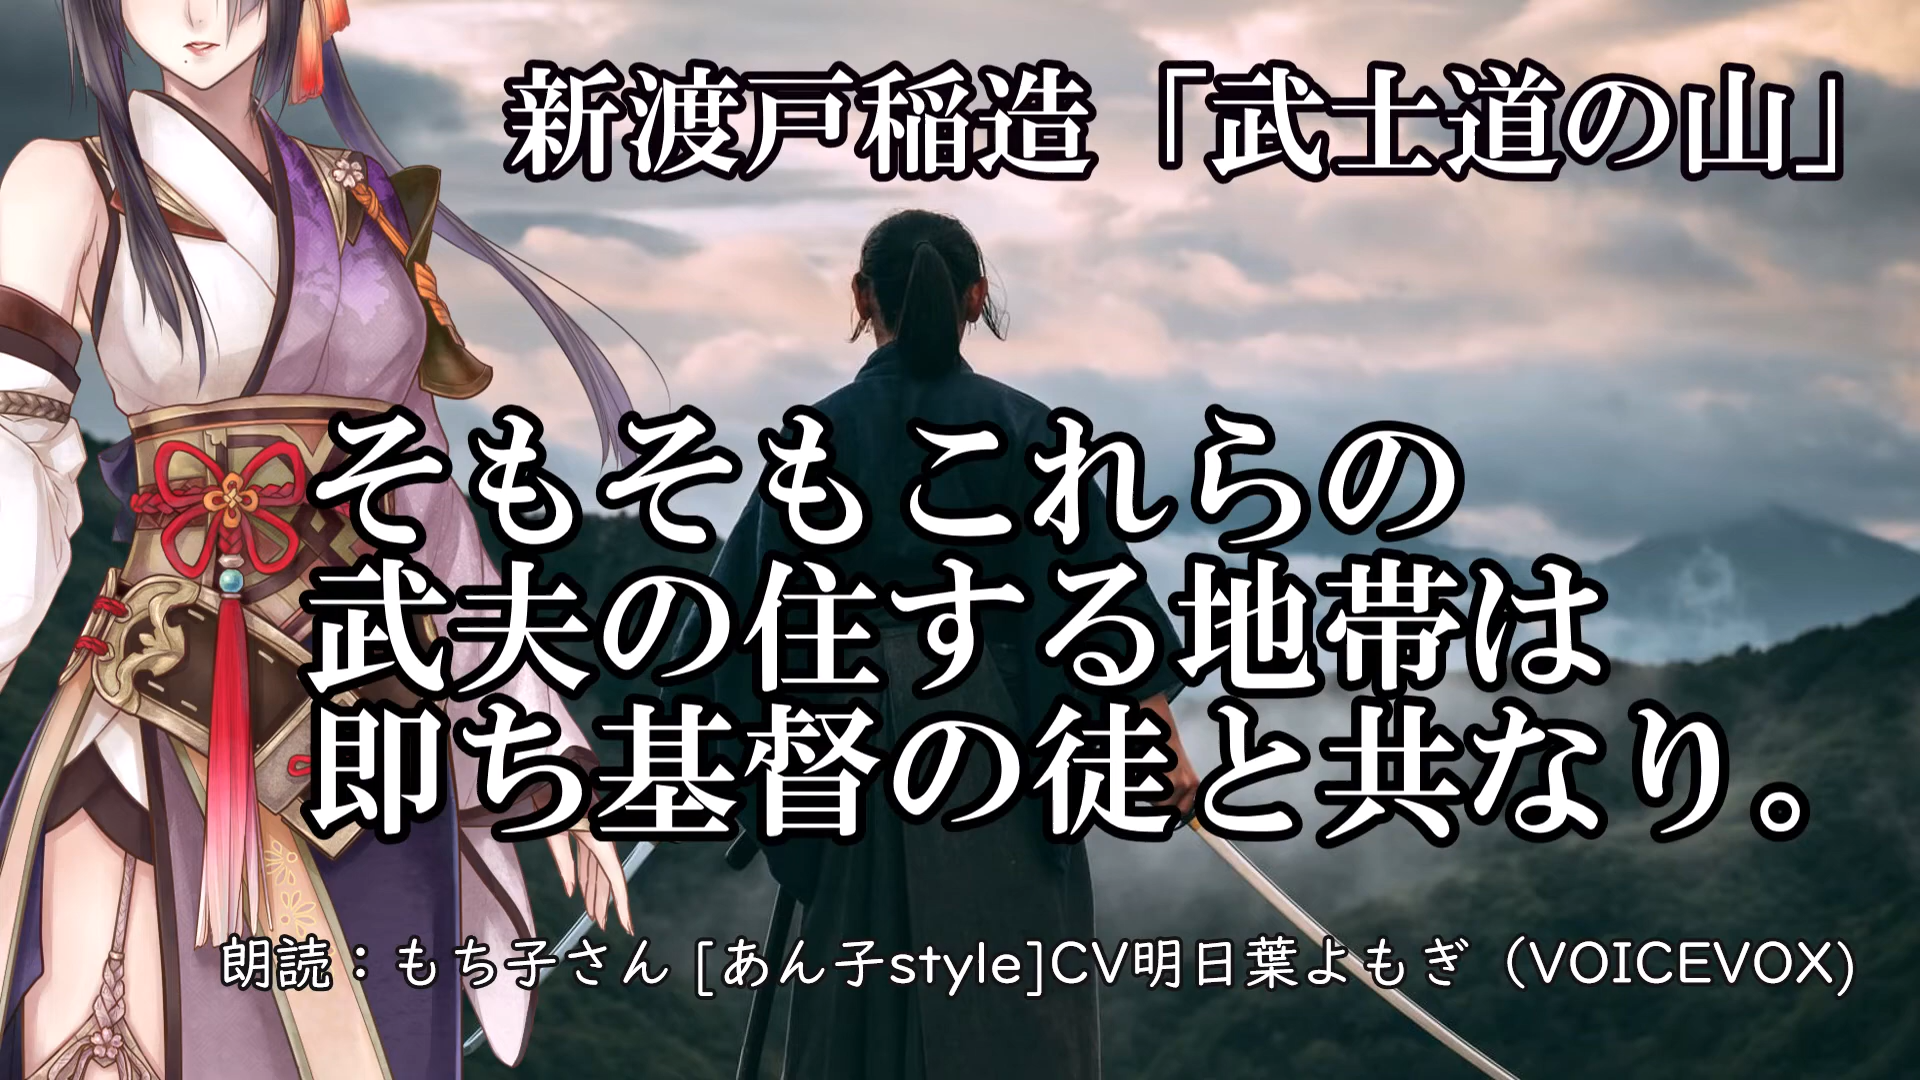 新渡戸稲造「武士道の山」
そもそもこれらの
武夫の住する地帯は
即ち基督の徒と共なり。
朗読：もち子さん [あん子style]CV明日葉よもぎ（VOICEVOX)